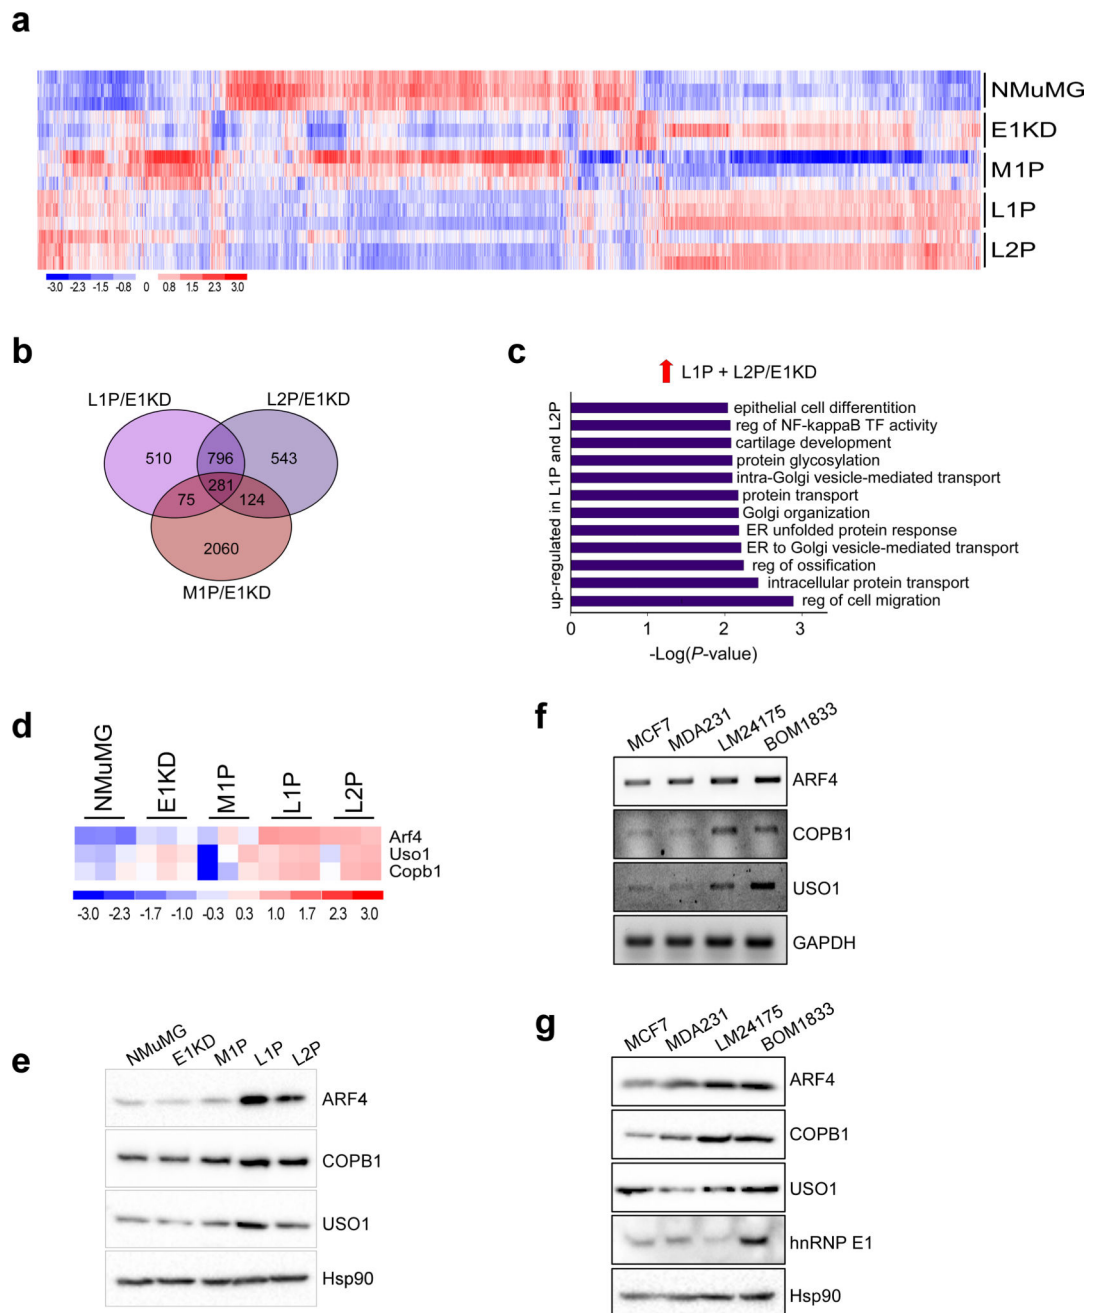 a
NMuMG
E1KD
M1P
L1P
L2P
-3.0 -2.3 -1.5 -0.8 0 0.8 1.5 2.3 3.0
b
L1P/E1KD L2P/E1KD
510 796 543
281
75 124
2060
M1P/E1KD
c
L1P + L2P/E1KD
up-regulated in L1P and L2P
epithelial cell differentition
reg of NF-kappaB TF activity
cartilage development
protein glycosylation
intra-Golgi vesicle-mediated transport
protein transport
Golgi organization
ER unfolded protein response
ER to Golgi vesicle-mediated transport
reg of ossification
intracellular protein transport
reg of cell migration
0 1 2 3
-Log(P-value)
d
NMuMG E1KD M1P L1P L2P
Arf4
Uso1
Copb1
-3.0 -2.3 -1.7 -1.0 -0.3 0.3 1.0 1.7 2.3 3.0
e
NMuMG E1KD M1P L1P L2P
ARF4
COPB1
USO1
Hsp90
f
MCF7 MDA231 LM24175 BOM1833
ARF4
COPB1
USO1
GAPDH
g
MCF7 MDA231 LM24175 BOM1833
ARF4
COPB1
USO1
hnRNP E1
Hsp90